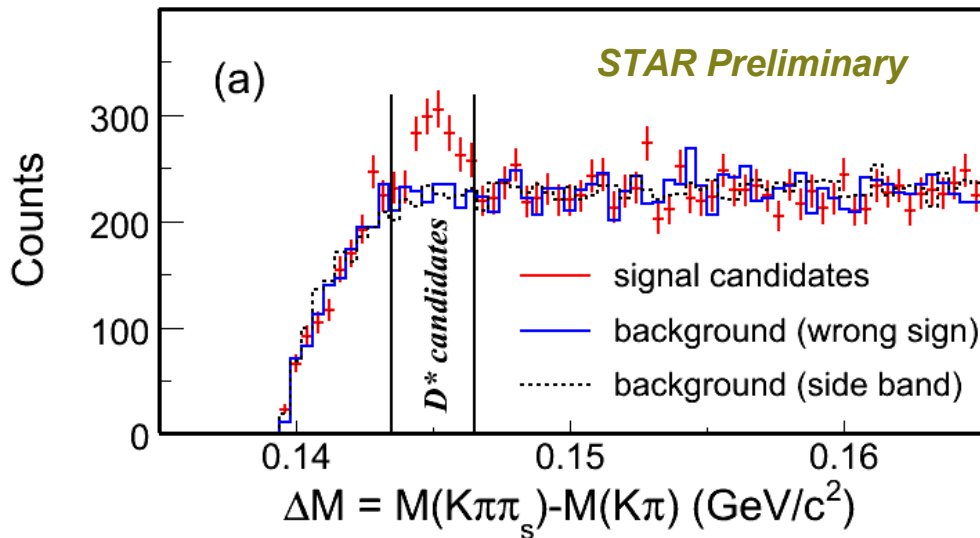 STAR Preliminary
(a)
Counts
300
200
100
0
D* candidates
signal candidates
background (wrong sign)
background (side band)
0.14 0.15 0.16
ΔM = M(Kππₛ)-M(Kπ) (GeV/c²)